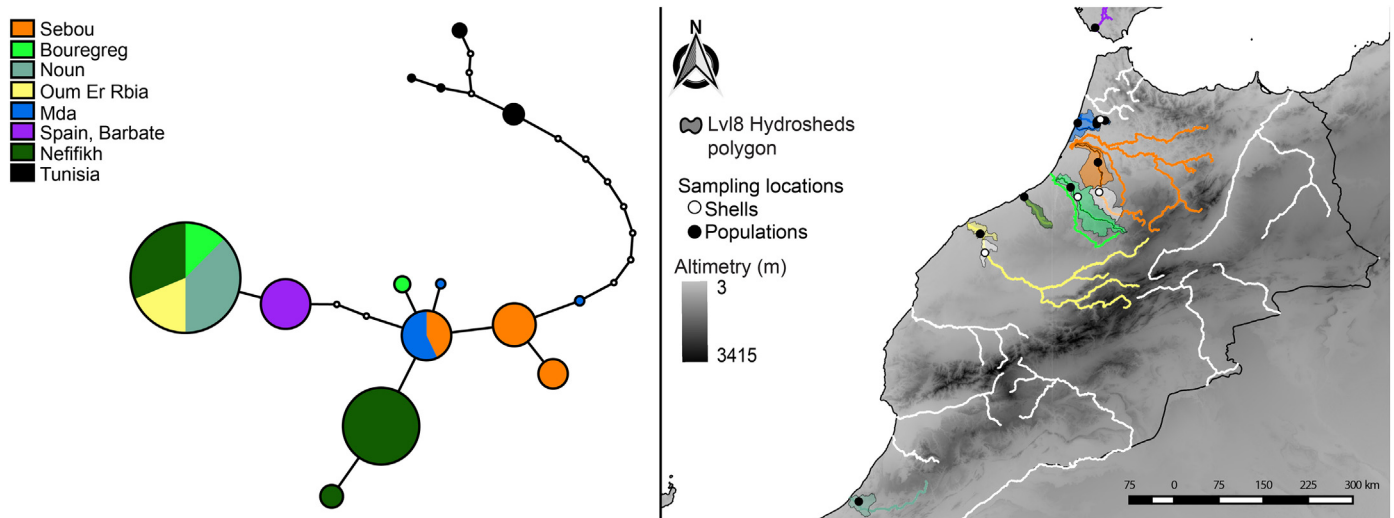 Sebou
Bouregreg
Noun
Oum Er Rbia
Mda
Spain, Barbate
Nefifikh
Tunisia
N
Lvl8 Hydrosheds
polygon
Sampling locations
Shells
Populations
Altimetry (m)
3
3415
75 0 75 150 225 300 km